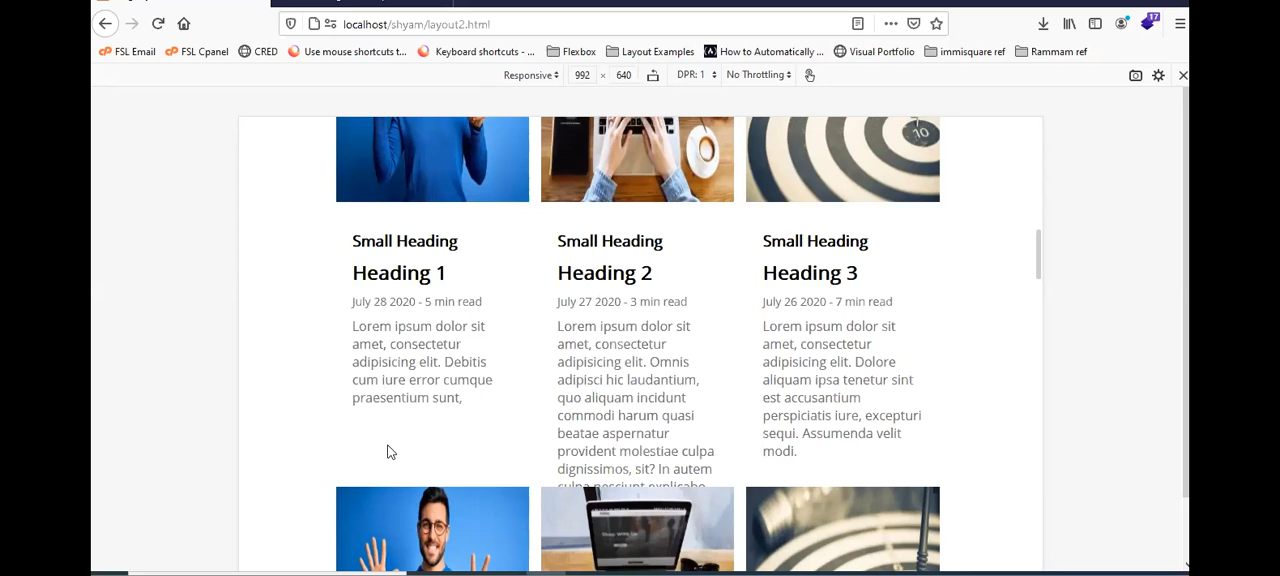 localhost/shyam/layout2.html
17
FSL Email
FSL Cpanel
CRED
Use mouse shortcuts t...
Keyboard shortcuts - ...
Flexbox
Layout Examples
How to Automatically ...
Visual Portfolio
immisquare ref
Rammam ref
Responsive
992 × 640
DPR: 1
No Throttling
10
Small Heading
Heading 1
July 28 2020 - 5 min read
Lorem ipsum dolor sit
amet, consectetur
adipisicing elit. Debitis
cum iure error cumque
praesentium sunt,
Small Heading
Heading 2
July 27 2020 - 3 min read
Lorem ipsum dolor sit
amet, consectetur
adipisicing elit. Omnis
adipisci hic laudantium,
quo aliquam incidunt
commodi harum quasi
beatae aspernatur
provident molestiae culpa
dignissimos, sit? In autem
culpa nesciunt explicabo
Small Heading
Heading 3
July 26 2020 - 7 min read
Lorem ipsum dolor sit
amet, consectetur
adipisicing elit. Dolore
aliquam ipsa tenetur sint
est accusantium
perspiciatis iure, excepturi
sequi. Assumenda velit
modi.